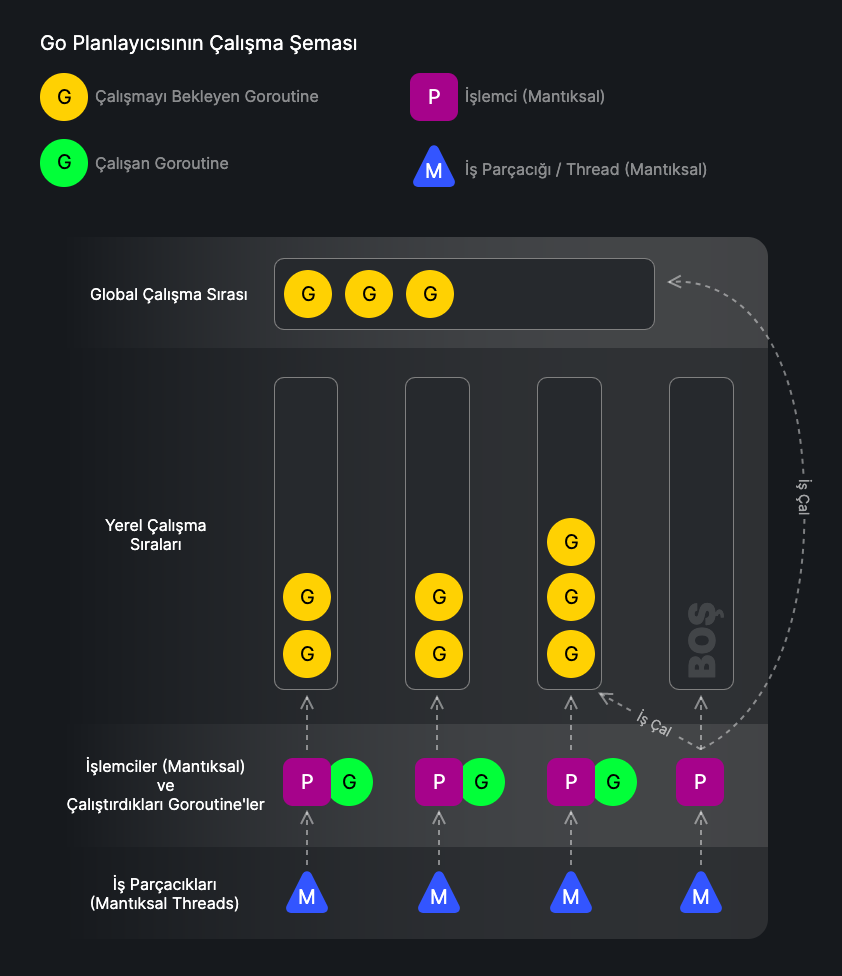 Go Planlayıcısının Çalışma Şeması
G Çalışmayı Bekleyen Goroutine
P İşlemci (Mantıksal)
G Çalışan Goroutine
M İş Parçacığı / Thread (Mantıksal)
Global Çalışma Sırası
G G G
Yerel Çalışma
Sıraları
G
G G G
G G G
BOŞ
İş Çal
İş Çal
İşlemciler (Mantıksal)
ve
Çalıştırdıkları Goroutine'ler
P G P G P G P
İş Parçacıkları
(Mantıksal Threads)
M M M M